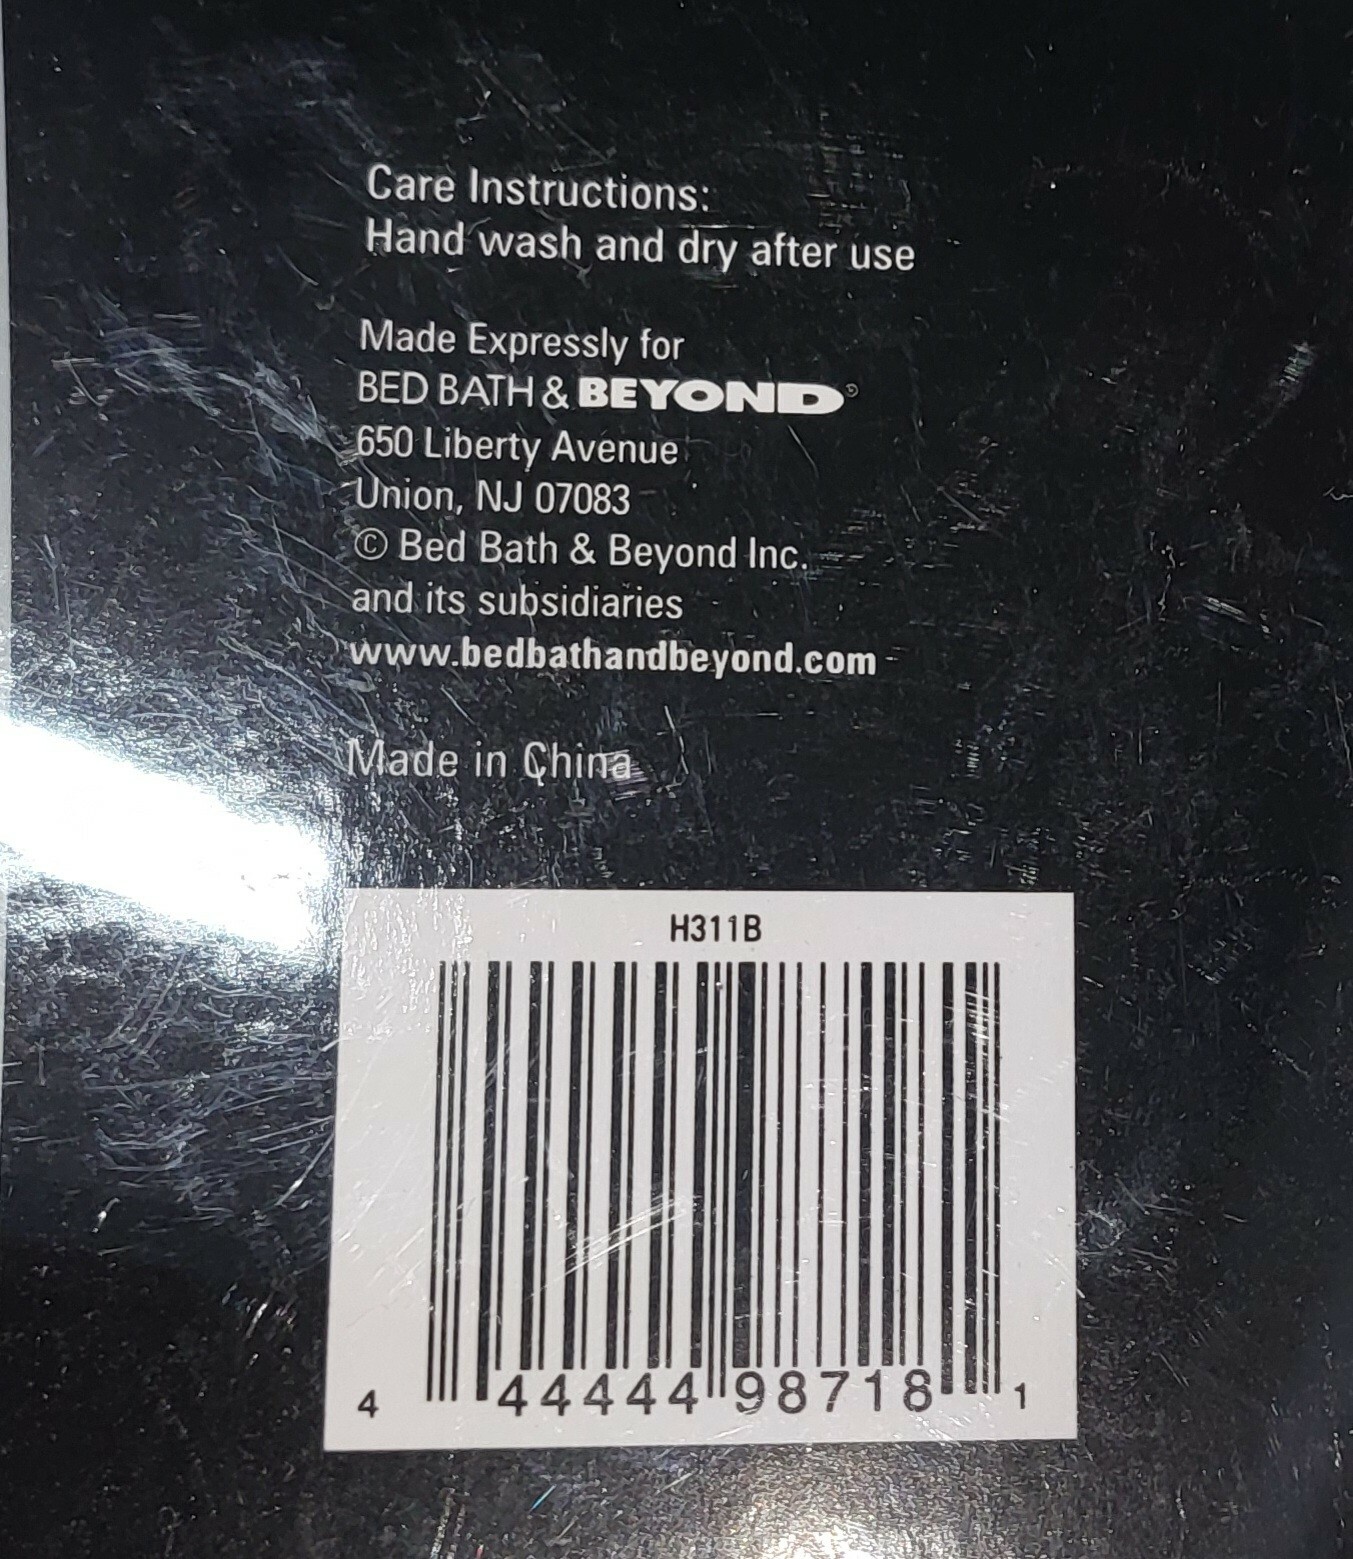 Care Instructions:
Hand wash and dry after use
Made Expressly for
BED BATH & BEYOND®
650 Liberty Avenue
Union, NJ 07083
© Bed Bath & Beyond Inc.
and its subsidiaries
www.bedbathandbeyond.com
Made in China
H311B
4 44444 98718 1